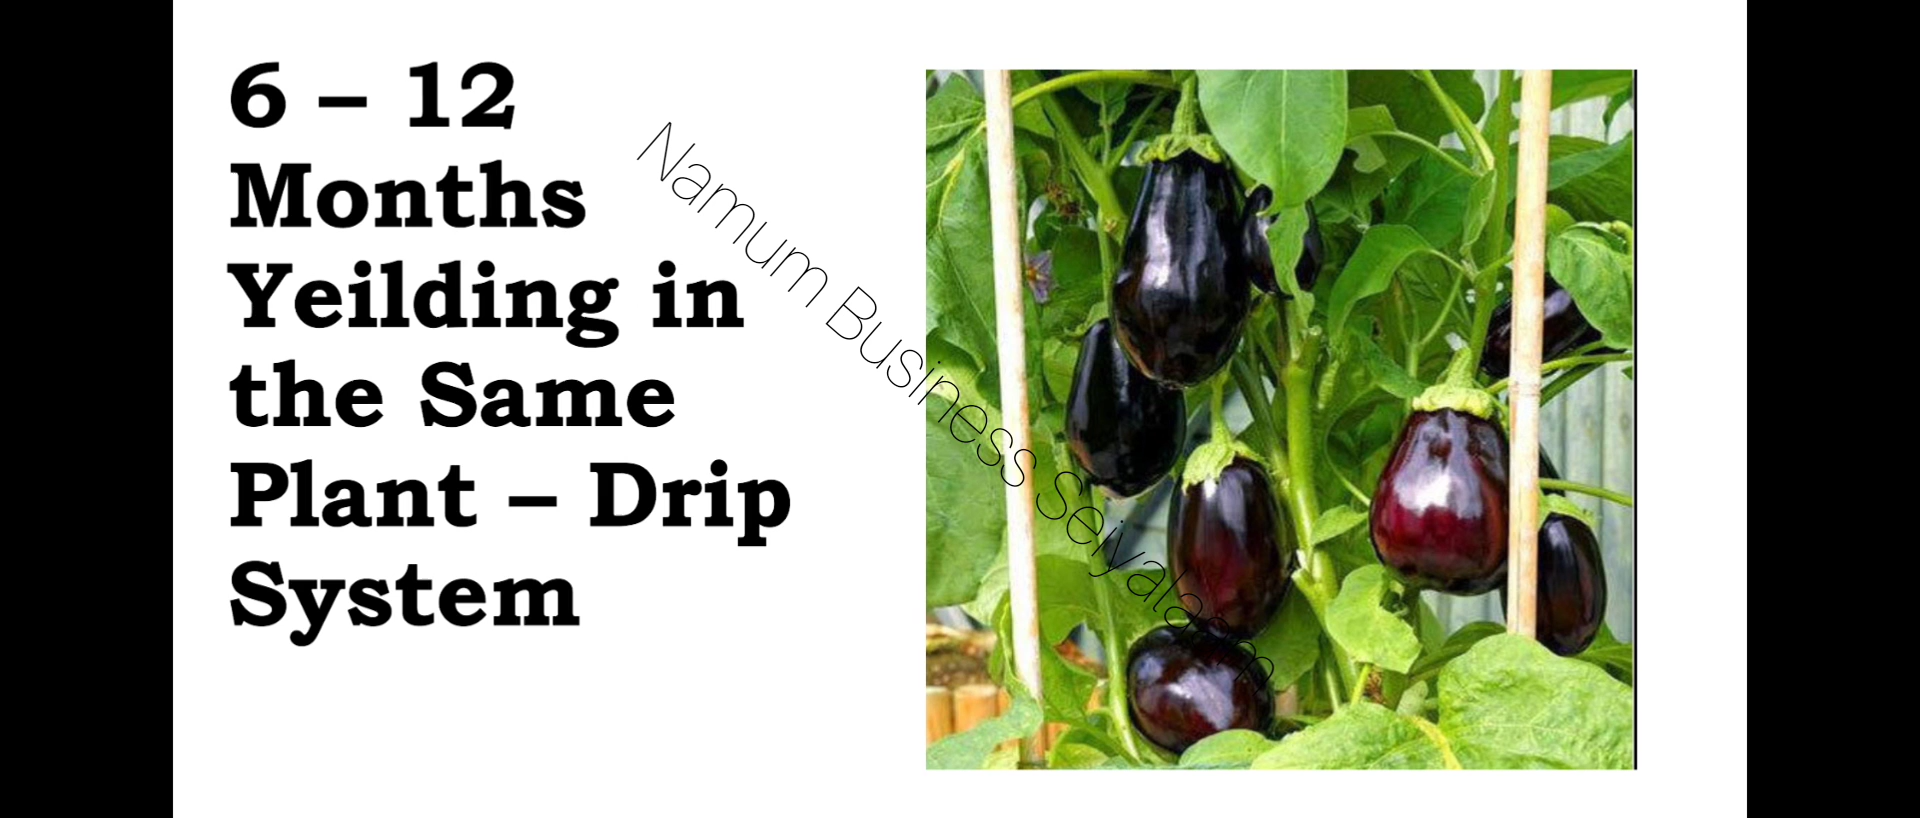 6 – 12
Months
Yeilding in
the Same
Plant – Drip
System
Namum Business Seiyalaam